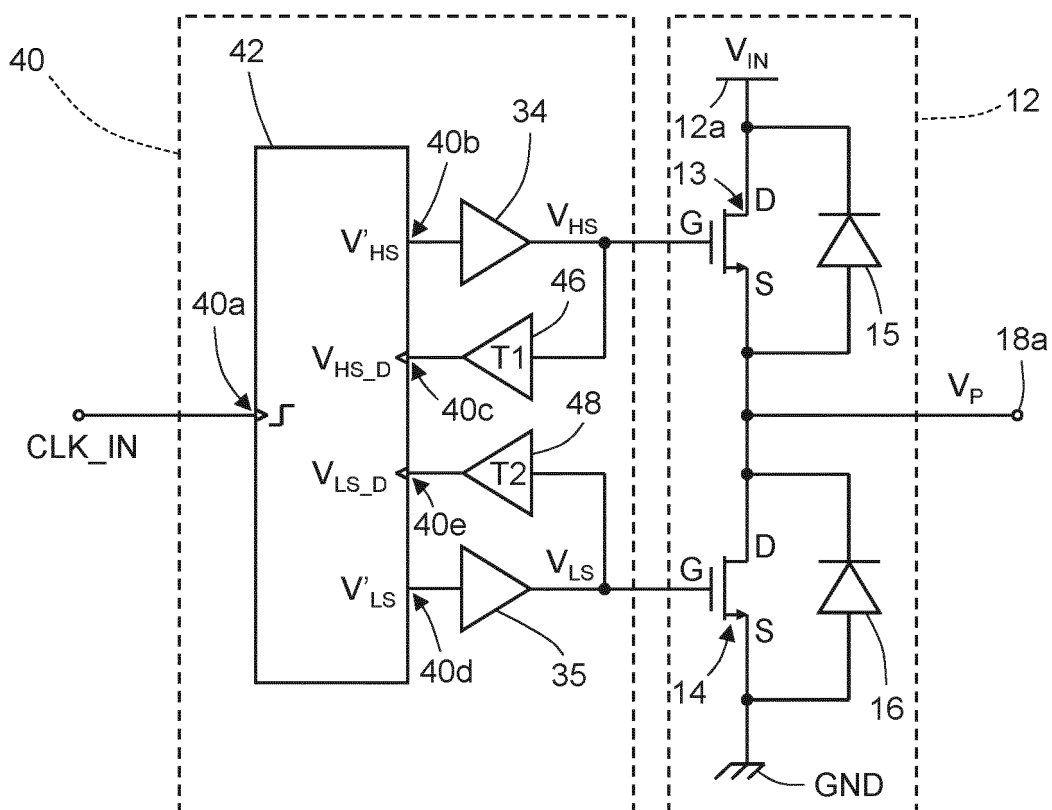 V_IN
42
40
12a
12
34
40b
13
D
V_HS
G
V'_HS
S
46
40a
15
18a
T1
V_HS_D
V_P
40c
48
CLK_IN
T2
V_LS_D
40e
D
V_LS
G
V'_LS
S
40d
35
14
16
GND